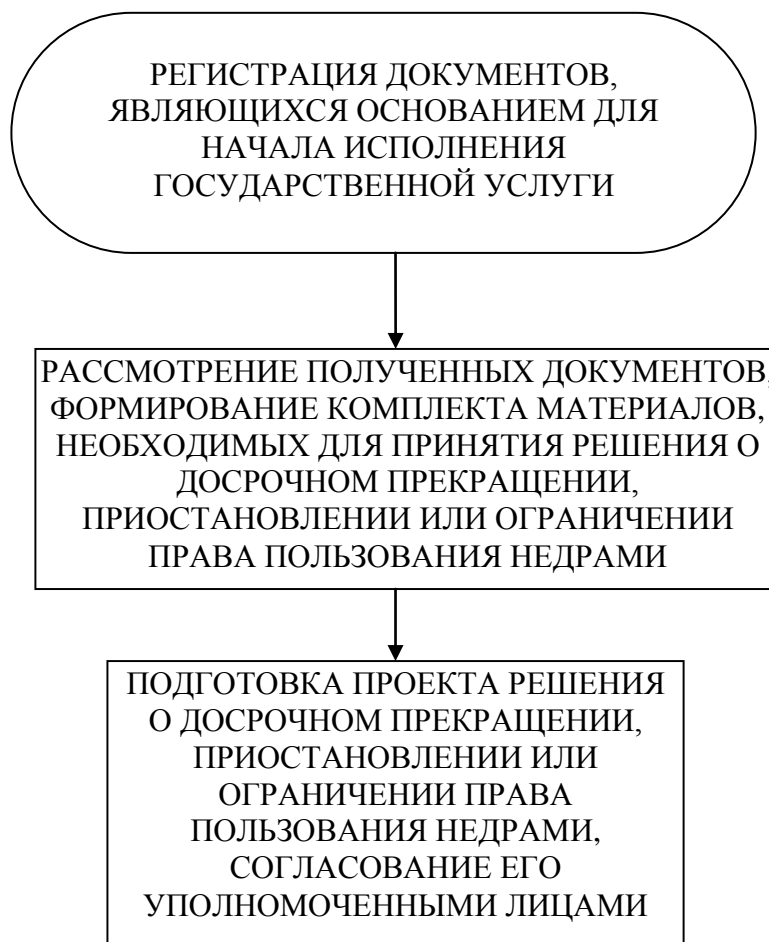 РЕГИСТРАЦИЯ ДОКУМЕНТОВ,
ЯВЛЯЮЩИХСЯ ОСНОВАНИЕМ ДЛЯ
НАЧАЛА ИСПОЛНЕНИЯ
ГОСУДАРСТВЕННОЙ УСЛУГИ
РАССМОТРЕНИЕ ПОЛУЧЕННЫХ ДОКУМЕНТОВ,
ФОРМИРОВАНИЕ КОМПЛЕКТА МАТЕРИАЛОВ,
НЕОБХОДИМЫХ ДЛЯ ПРИНЯТИЯ РЕШЕНИЯ О
ДОСРОЧНОМ ПРЕКРАЩЕНИИ,
ПРИОСТАНОВЛЕНИИ ИЛИ ОГРАНИЧЕНИИ
ПРАВА ПОЛЬЗОВАНИЯ НЕДРАМИ
ПОДГОТОВКА ПРОЕКТА РЕШЕНИЯ
О ДОСРОЧНОМ ПРЕКРАЩЕНИИ,
ПРИОСТАНОВЛЕНИИ ИЛИ
ОГРАНИЧЕНИИ ПРАВА
ПОЛЬЗОВАНИЯ НЕДРАМИ,
СОГЛАСОВАНИЕ ЕГО
УПОЛНОМОЧЕННЫМИ ЛИЦАМИ